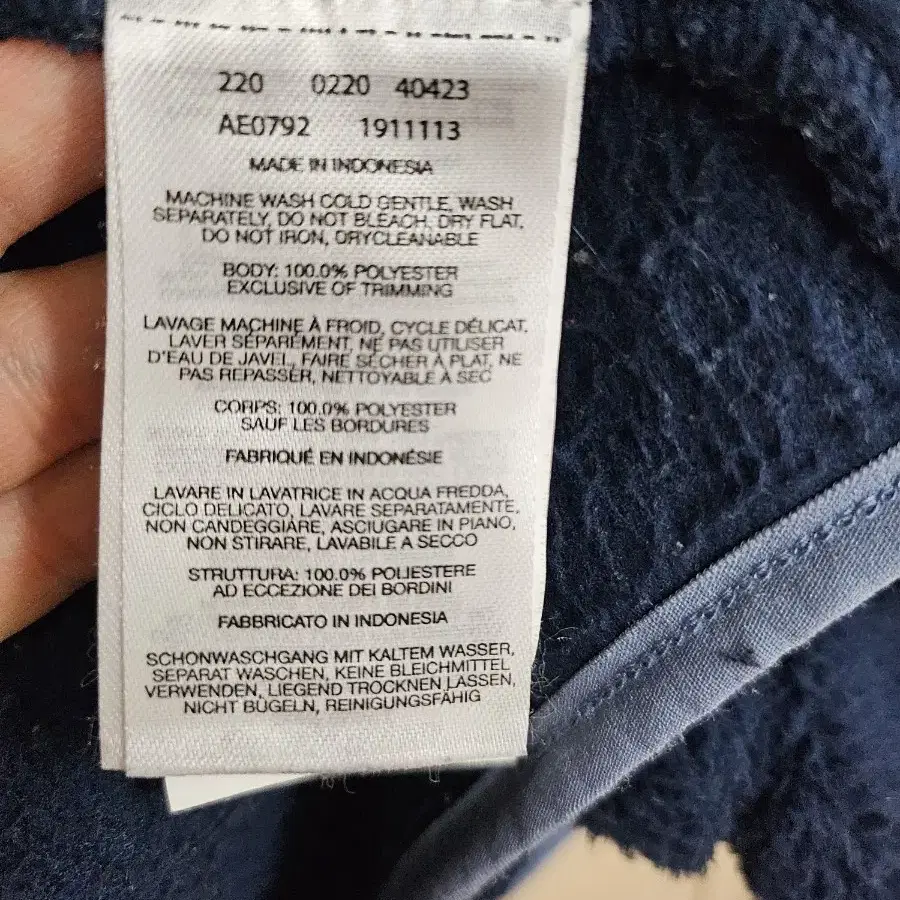 220 0220 40423
AE0792 1911113
MADE IN INDONESIA
MACHINE WASH COLD GENTLE, WASH
SEPARATELY, DO NOT BLEACH, DRY FLAT,
DO NOT IRON, DRYCLEANABLE
BODY: 100.0% POLYESTER
EXCLUSIVE OF TRIMMING
LAVAGE MACHINE À FROID, CYCLE DÉLICAT,
LAVER SÉPARÉMENT, NE PAS UTILISER
D'EAU DE JAVEL, FAIRE SÉCHER À PLAT, NE
PAS REPASSER, NETTOYABLE À SEC
CORPS: 100.0% POLYESTER
SAUF LES BORDURES
FABRIQUÉ EN INDONÉSIE
LAVARE IN LAVATRICE IN ACQUA FREDDA,
CICLO DELICATO, LAVARE SEPARATAMENTE,
NON CANDEGGIARE, ASCIUGARE IN PIANO,
NON STIRARE, LAVABILE A SECCO
STRUTTURA: 100.0% POLIESTERE
AD ECCEZIONE DEI BORDINI
FABBRICATO IN INDONESIA
SCHONWASCHGANG MIT KALTEM WASSER,
SEPARAT WASCHEN, KEINE BLEICHMITTEL
VERWENDEN, LIEGEND TROCKNEN LASSEN,
NICHT BÜGELN, REINIGUNGSFÄHIG